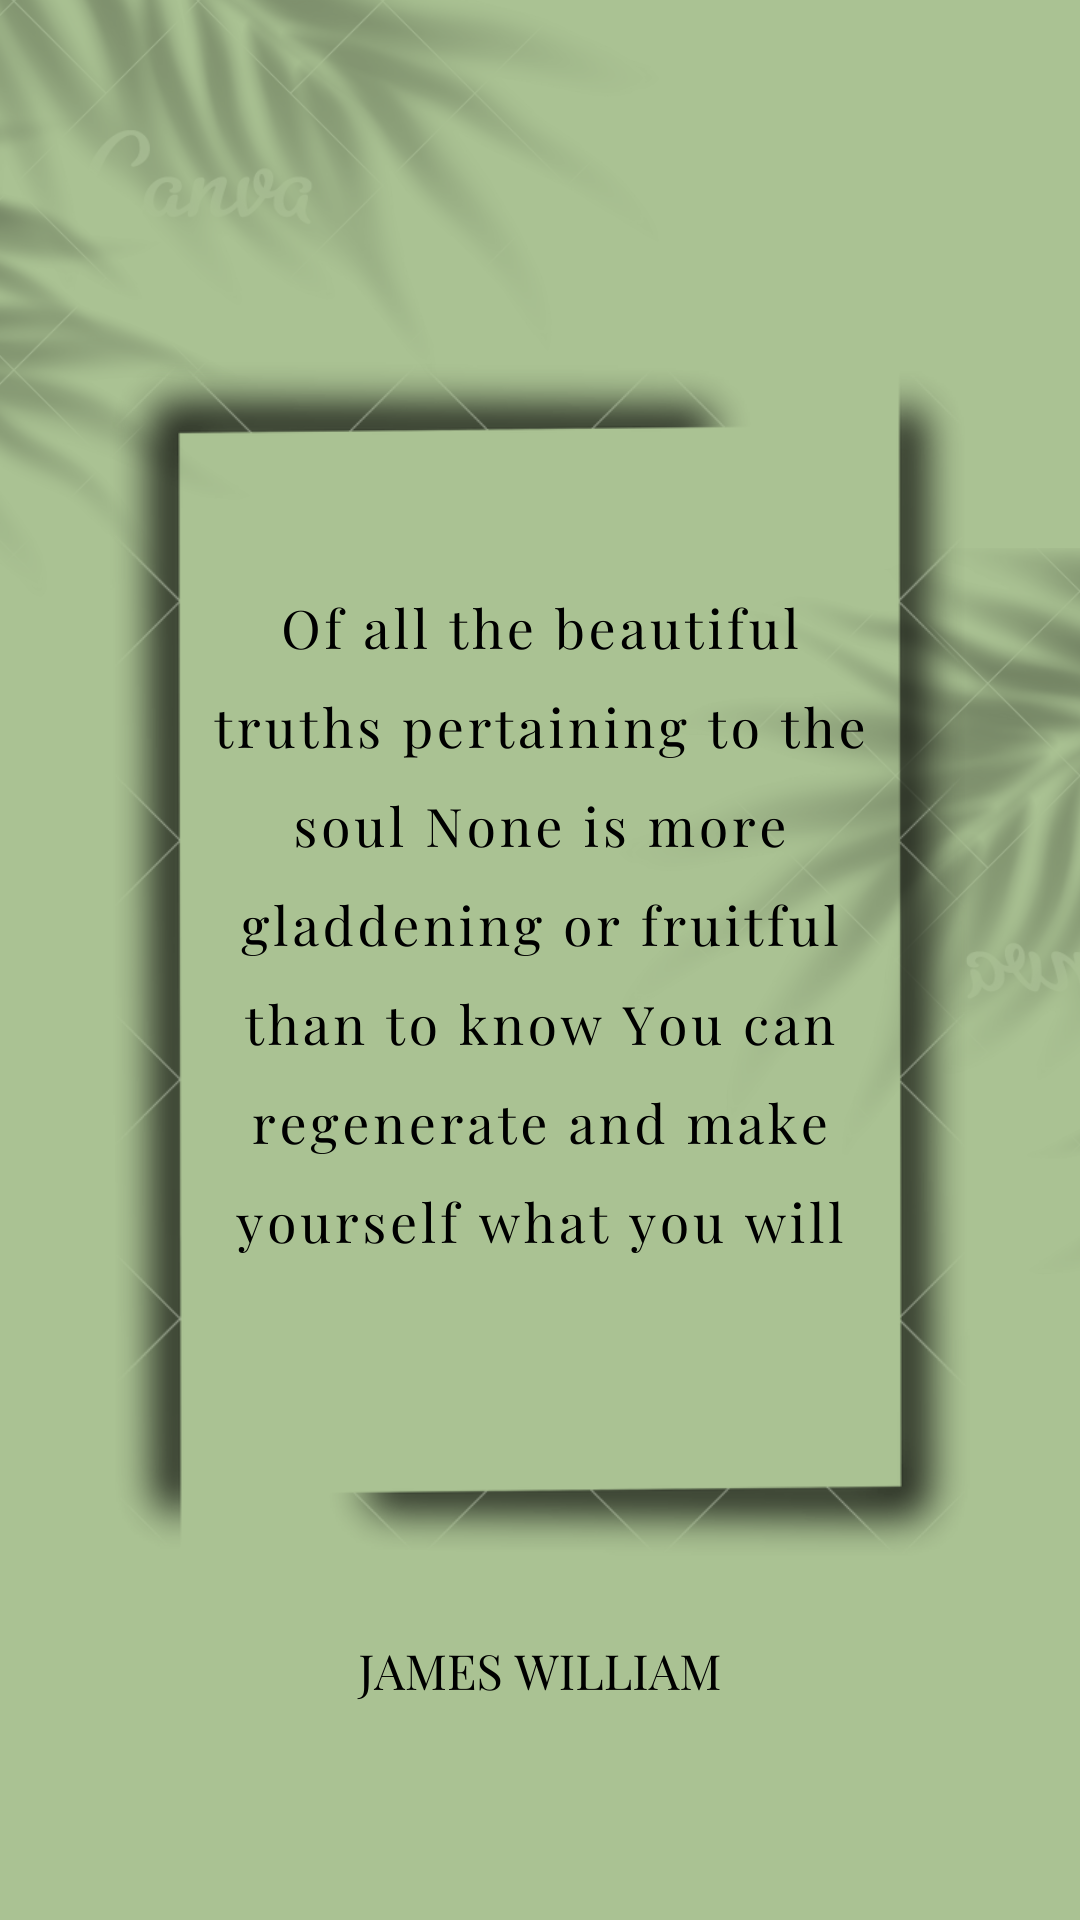 Canva
Of all the beautiful
truths pertaining to the
soul None is more
gladdening or fruitful
than to know You can
regenerate and make
yourself what you will
JAMES WILLIAM